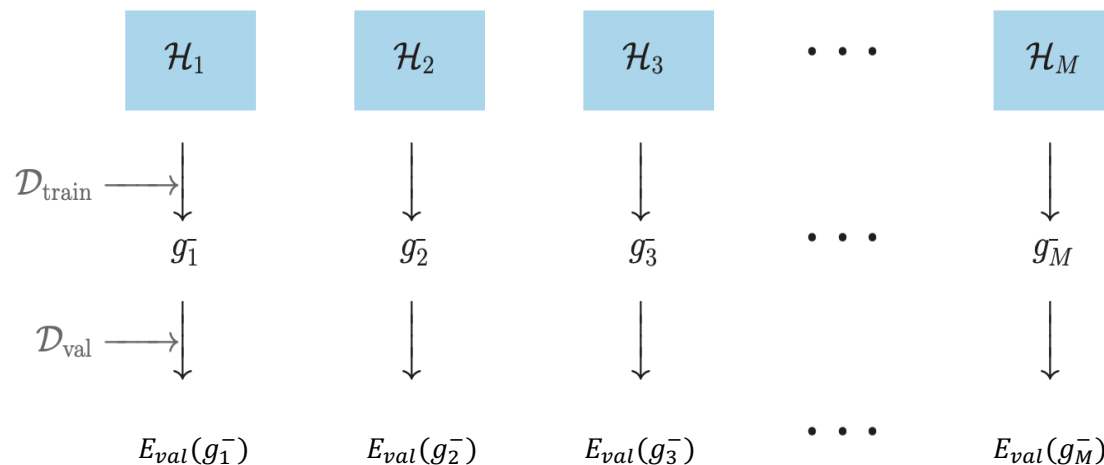 ℋ₁ ℋ₂ ℋ₃ • • • ℋ_M
𝒟_train
g₁⁻ g₂⁻ g₃⁻ • • • g_M⁻
𝒟_val
E_val(g₁⁻) E_val(g₂⁻) E_val(g₃⁻) • • • E_val(g_M⁻)